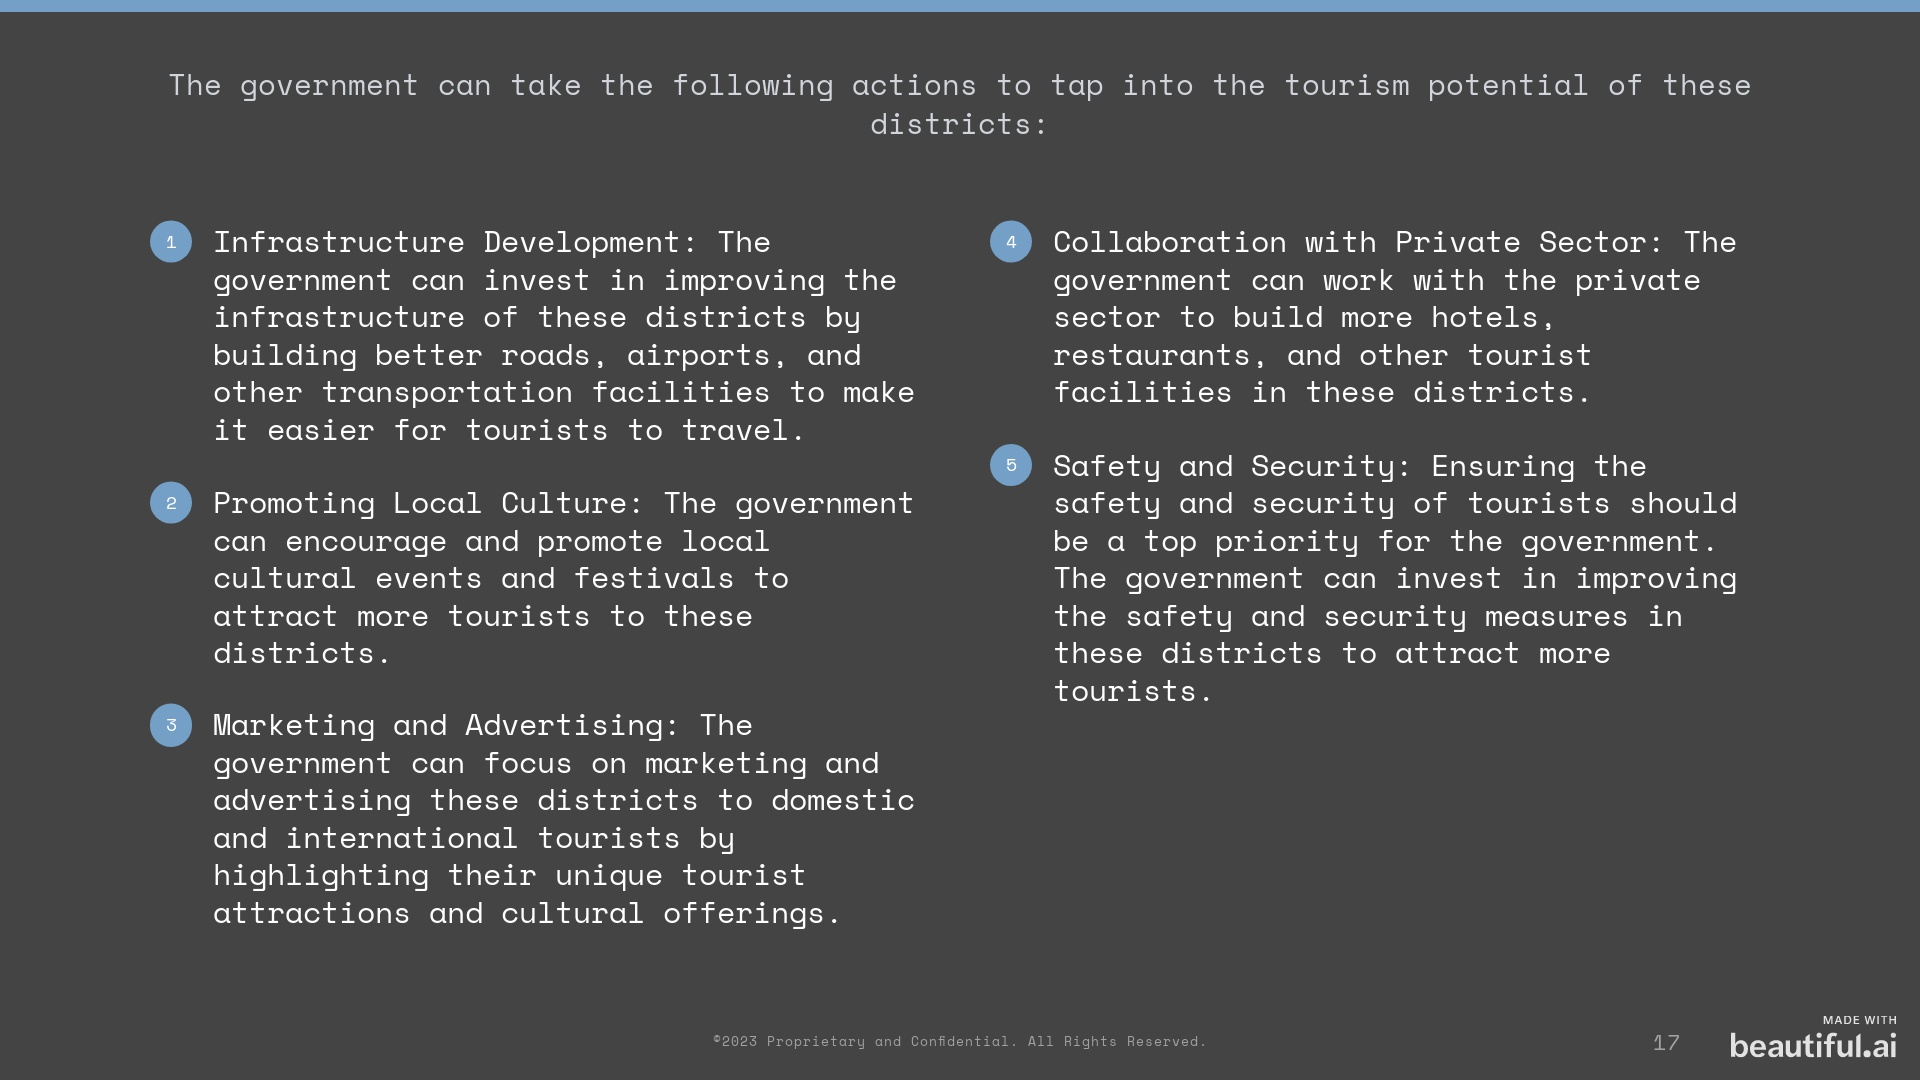 The government can take the following actions to tap into the tourism potential of these
districts:
1
Infrastructure Development: The
government can invest in improving the
infrastructure of these districts by
building better roads, airports, and
other transportation facilities to make
it easier for tourists to travel.
2
Promoting Local Culture: The government
can encourage and promote local
cultural events and festivals to
attract more tourists to these
districts.
3
Marketing and Advertising: The
government can focus on marketing and
advertising these districts to domestic
and international tourists by
highlighting their unique tourist
attractions and cultural offerings.
4
Collaboration with Private Sector: The
government can work with the private
sector to build more hotels,
restaurants, and other tourist
facilities in these districts.
5
Safety and Security: Ensuring the
safety and security of tourists should
be a top priority for the government.
The government can invest in improving
the safety and security measures in
these districts to attract more
tourists.
©2023 Proprietary and Confidential. All Rights Reserved.
17
MADE WITH
beautiful.ai